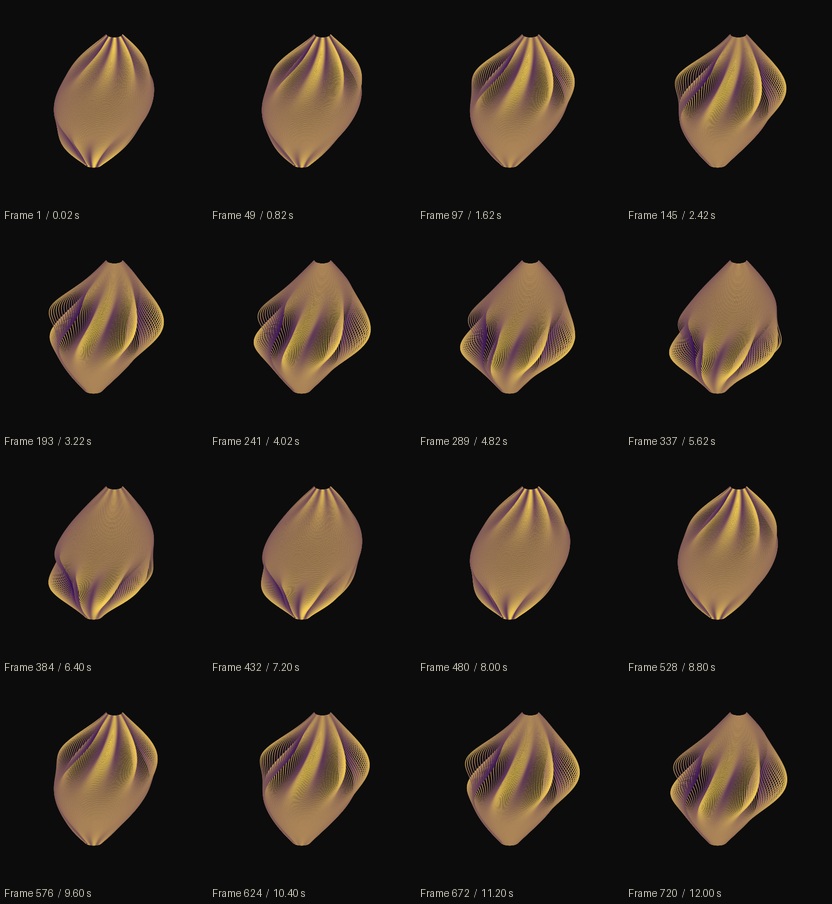 Frame 1 / 0.02 s
Frame 49 / 0.82 s
Frame 97 / 1.62 s
Frame 145 / 2.42 s
Frame 193 / 3.22 s
Frame 241 / 4.02 s
Frame 289 / 4.82 s
Frame 337 / 5.62 s
Frame 384 / 6.40 s
Frame 432 / 7.20 s
Frame 480 / 8.00 s
Frame 528 / 8.80 s
Frame 576 / 9.60 s
Frame 624 / 10.40 s
Frame 672 / 11.20 s
Frame 720 / 12.00 s